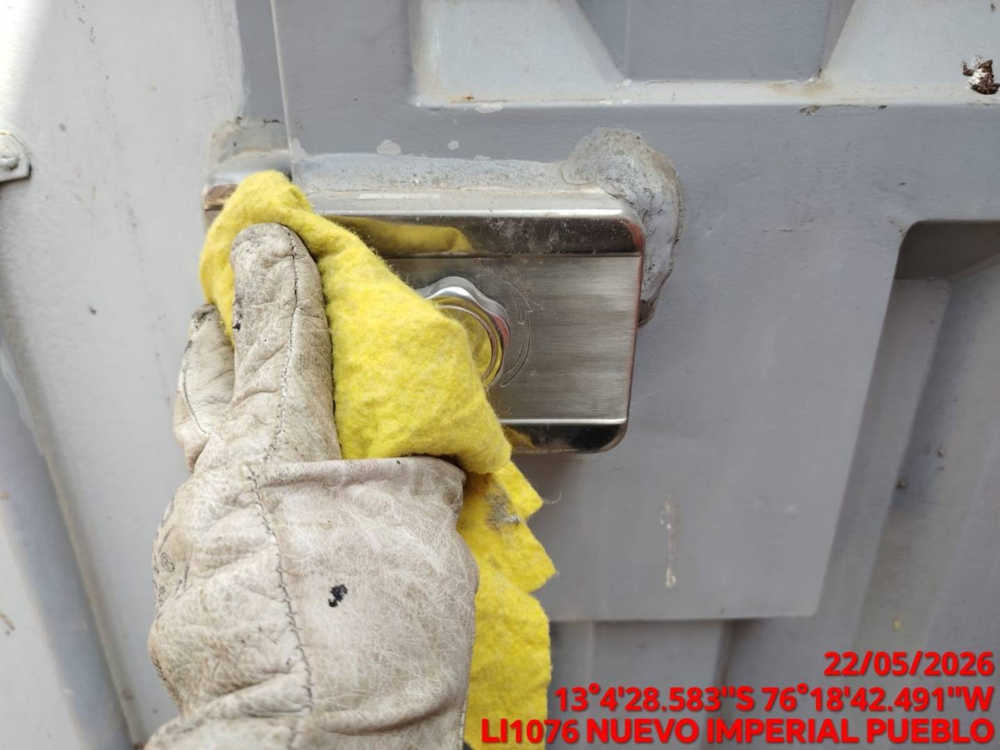 22/05/2026
13°4'28.583"S 76°18'42.491"W
LI1076 NUEVO IMPERIAL PUEBLO